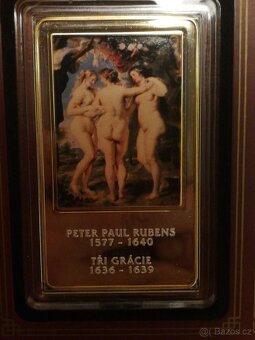 PETER PAUL RUBENS
1577 - 1640
TŘI GRÁCIE
1636 - 1639
Bazos.cz